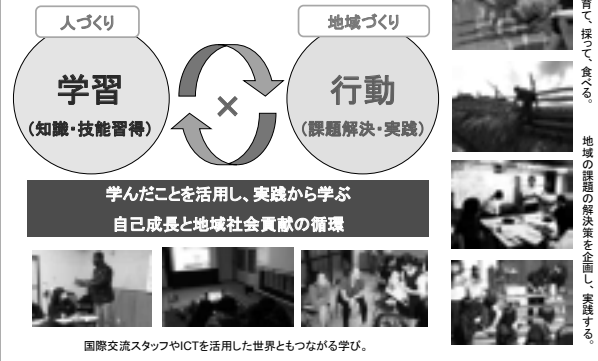 人づくり
地域づくり
学習
(知識・技能習得)
×
行動
(課題解決・実践)
学んだことを活用し、実践から学ぶ
自己成長と地域社会貢献の循環
国際交流スタッフやICTを活用した世界ともつながる学び。
育て、採って、食べる。
地域の課題の解決策を企画し、実践する。